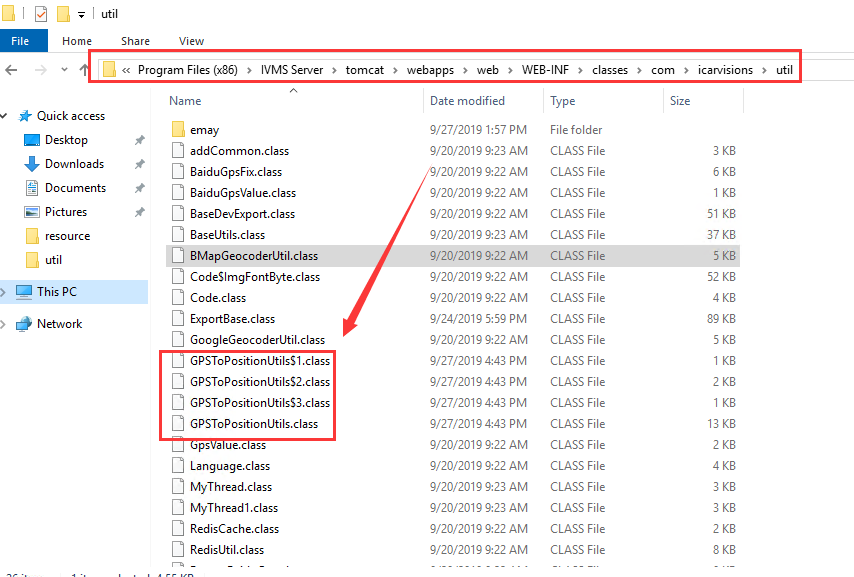 util
File Home Share View
« Program Files (x86) > IVMS Server > tomcat > webapps > web > WEB-INF > classes > com > icarvisions > util
Name Date modified Type Size
Quick access
Desktop
Downloads
Documents
Pictures
resource
util
This PC
Network
emay 9/27/2019 1:57 PM File folder
addCommon.class 9/20/2019 9:23 AM CLASS File 3 KB
BaiduGpsFix.class 9/20/2019 9:22 AM CLASS File 6 KB
BaiduGpsValue.class 9/20/2019 9:22 AM CLASS File 1 KB
BaseDevExport.class 9/20/2019 9:22 AM CLASS File 51 KB
BaseUtils.class 9/20/2019 9:23 AM CLASS File 37 KB
BMapGeocoderUtil.class 9/20/2019 9:22 AM CLASS File 5 KB
Code$ImgFontByte.class 9/20/2019 9:22 AM CLASS File 52 KB
Code.class 9/20/2019 9:22 AM CLASS File 4 KB
ExportBase.class 9/24/2019 5:59 PM CLASS File 89 KB
GoogleGeocoderUtil.class 9/20/2019 9:22 AM CLASS File 5 KB
GPSToPositionUtils$1.class 9/27/2019 4:43 PM CLASS File 1 KB
GPSToPositionUtils$2.class 9/27/2019 4:43 PM CLASS File 2 KB
GPSToPositionUtils$3.class 9/27/2019 4:43 PM CLASS File 1 KB
GPSToPositionUtils.class 9/27/2019 4:43 PM CLASS File 13 KB
GpsValue.class 9/20/2019 9:22 AM CLASS File 2 KB
Language.class 9/20/2019 9:22 AM CLASS File 4 KB
MyThread.class 9/20/2019 9:23 AM CLASS File 2 KB
MyThread1.class 9/20/2019 9:23 AM CLASS File 2 KB
RedisCache.class 9/20/2019 9:22 AM CLASS File 2 KB
RedisUtil.class 9/20/2019 9:22 AM CLASS File 8 KB